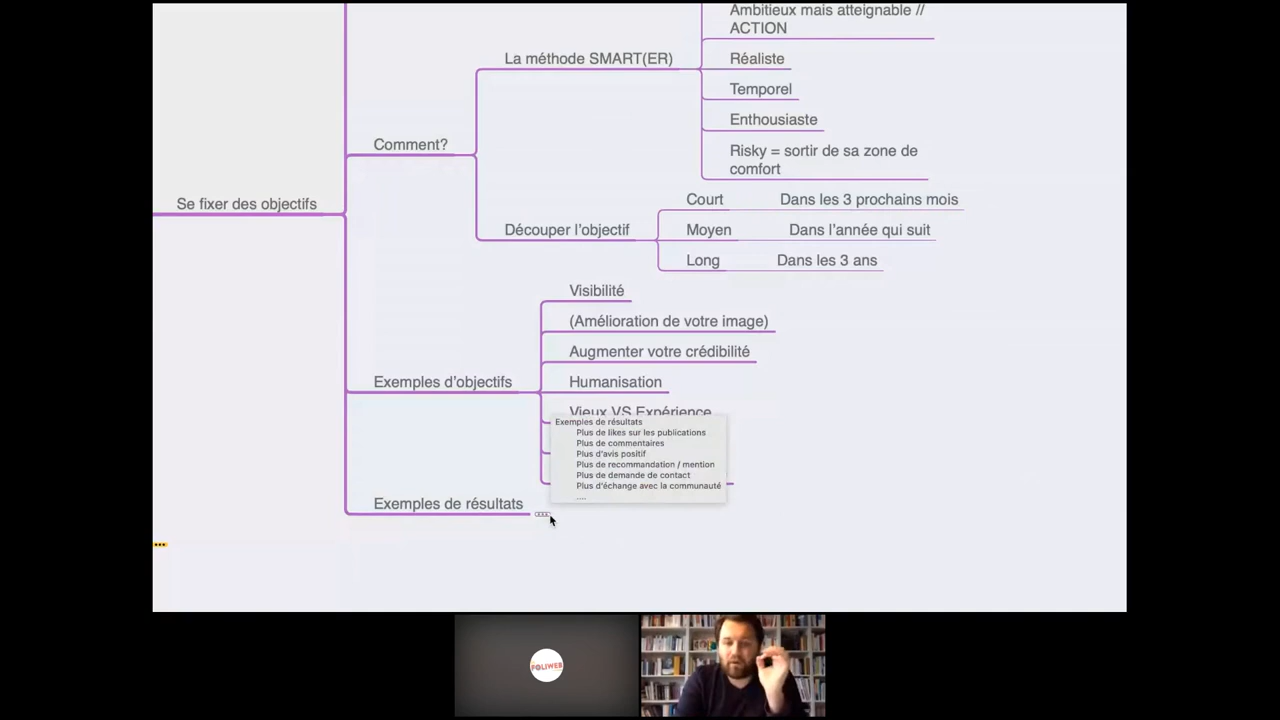 Ambitieux mais atteignable //
ACTION
La méthode SMART(ER)
Réaliste
Temporel
Enthousiaste
Comment?
Risky = sortir de sa zone de
comfort
Se fixer des objectifs
Court
Dans les 3 prochains mois
Découper l'objectif
Moyen
Dans l'année qui suit
Long
Dans les 3 ans
Visibilité
(Amélioration de votre image)
Augmenter votre crédibilité
Exemples d'objectifs
Humanisation
Vieux VS Expérience
Exemples de résultats
Plus de likes sur les publications
Plus de commentaires
Plus d'avis positif
Plus de recommandation / mention
Plus de demande de contact
Plus d'échange avec la communauté
....
Exemples de résultats
FOLIWEB